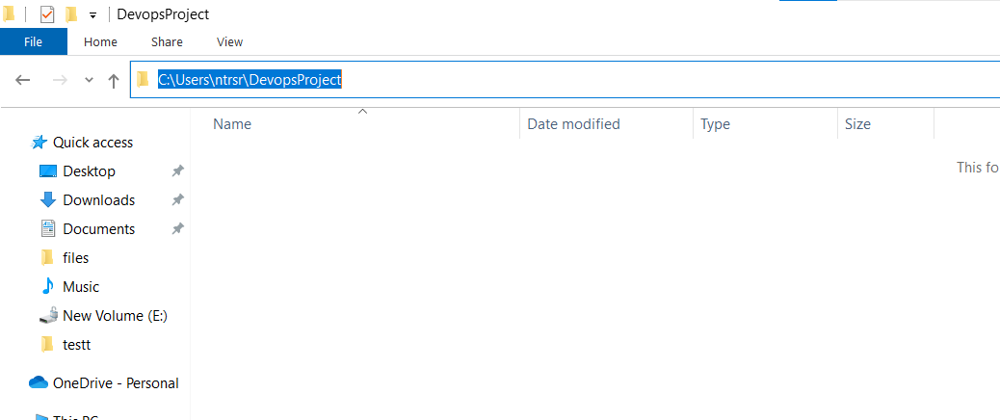 DevopsProject
File Home Share View
C:\Users\ntrsr\DevopsProject
Name Date modified Type Size
This fo
Quick access
Desktop
Downloads
Documents
files
Music
New Volume (E:)
testt
OneDrive - Personal
This PC